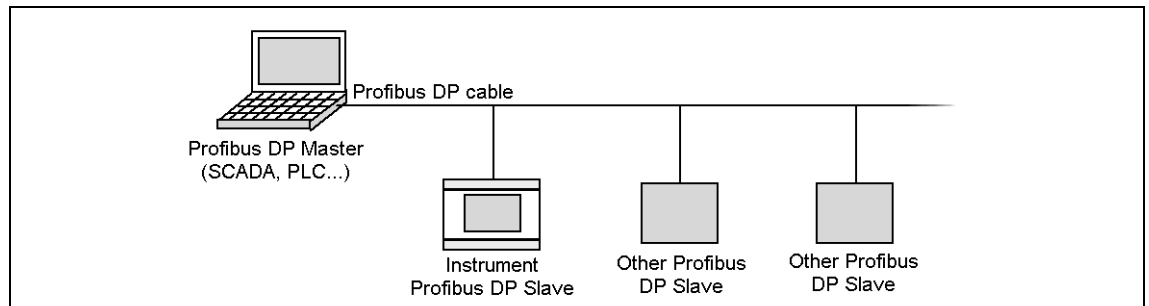 Profibus DP cable
Profibus DP Master
(SCADA, PLC...)
Instrument
Profibus DP Slave
Other Profibus
DP Slave
Other Profibus
DP Slave